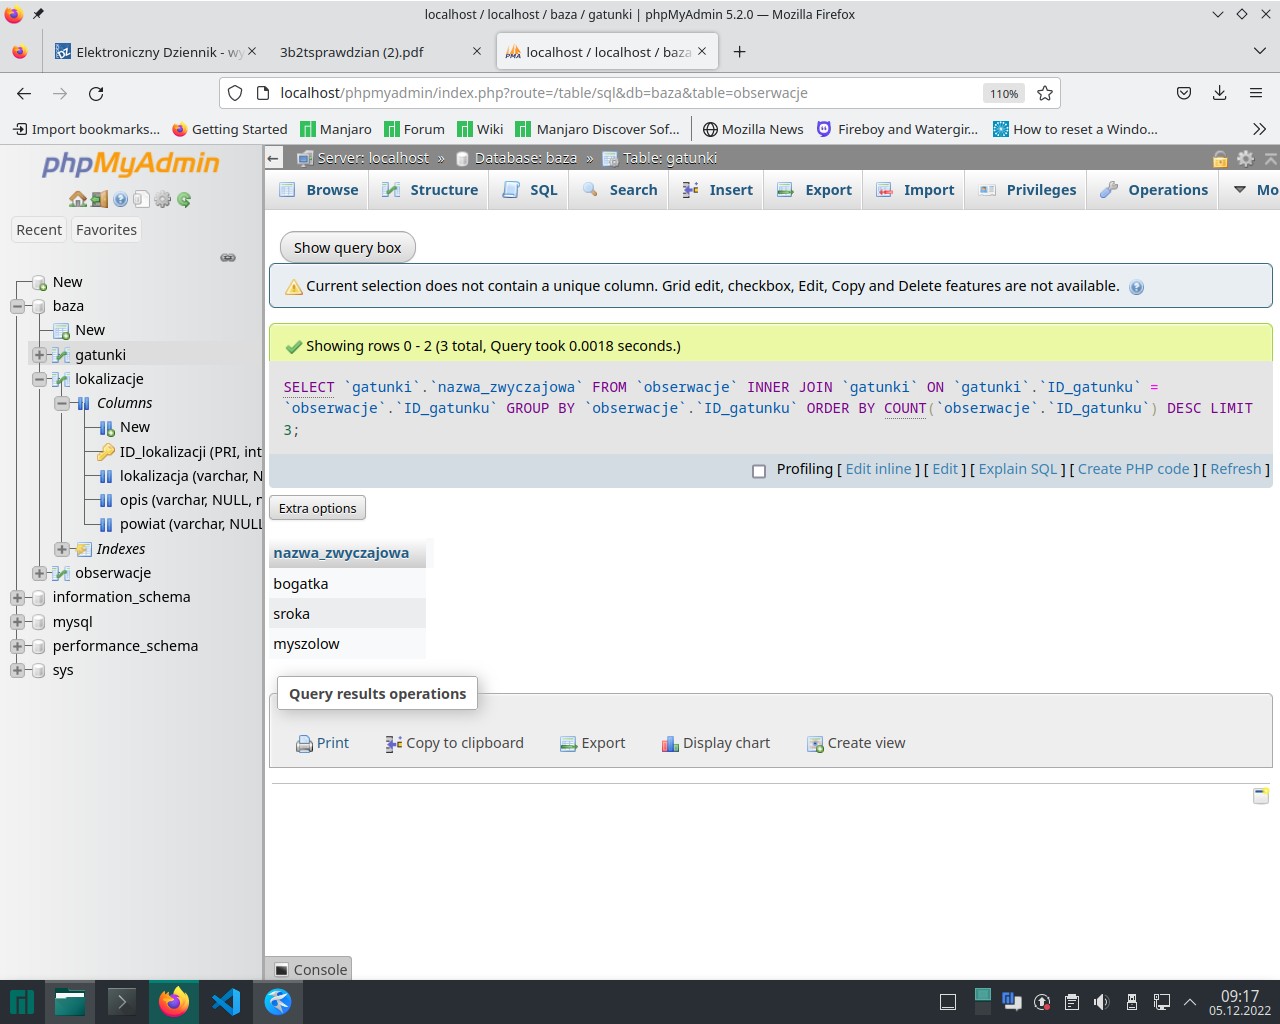 localhost / localhost / baza / gatunki | phpMyAdmin 5.2.0 — Mozilla Firefox
Elektroniczny Dziennik - wy
3b2tsprawdzian (2).pdf
localhost / localhost / baza
localhost/phpmyadmin/index.php?route=/table/sql&db=baza&table=obserwacje
110%
Import bookmarks...
Getting Started
Manjaro
Forum
Wiki
Manjaro Discover Sof...
Mozilla News
Fireboy and Watergir...
How to reset a Windo...
phpMyAdmin
Recent
Favorites
New
baza
New
gatunki
lokalizacje
Columns
New
ID_lokalizacji (PRI, int
lokalizacja (varchar, N
opis (varchar, NULL, n
powiat (varchar, NULL
Indexes
obserwacje
information_schema
mysql
performance_schema
sys
Server: localhost » Database: baza » Table: gatunki
Browse
Structure
SQL
Search
Insert
Export
Import
Privileges
Operations
Mo
Show query box
Current selection does not contain a unique column. Grid edit, checkbox, Edit, Copy and Delete features are not available.
Showing rows 0 - 2 (3 total, Query took 0.0018 seconds.)
SELECT `gatunki`.`nazwa_zwyczajowa` FROM `obserwacje` INNER JOIN `gatunki` ON `gatunki`.`ID_gatunku` =
`obserwacje`.`ID_gatunku` GROUP BY `obserwacje`.`ID_gatunku` ORDER BY COUNT(`obserwacje`.`ID_gatunku`) DESC LIMIT
3;
Profiling [ Edit inline ] [ Edit ] [ Explain SQL ] [ Create PHP code ] [ Refresh ]
Extra options
nazwa_zwyczajowa
bogatka
sroka
myszolow
Query results operations
Print
Copy to clipboard
Export
Display chart
Create view
Console
09:17
05.12.2022